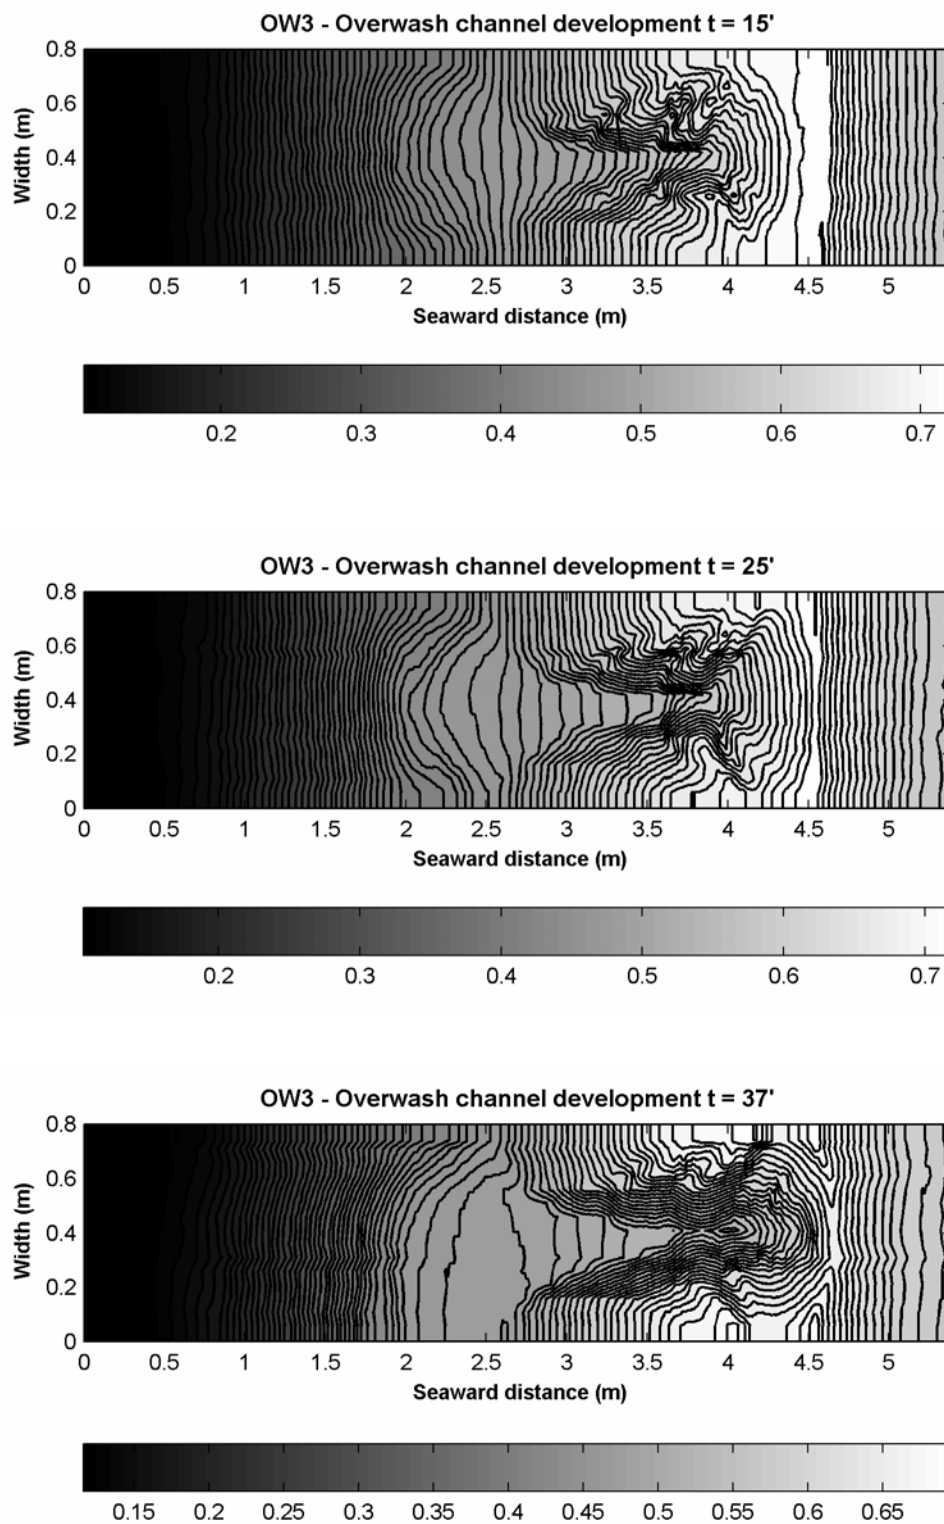 OW3 - Overwash channel development t = 15'
0.8
0.6
0.4
0.2
0
Width (m)
0 0.5 1 1.5 2 2.5 3 3.5 4 4.5 5
Seaward distance (m)
0.2 0.3 0.4 0.5 0.6 0.7
OW3 - Overwash channel development t = 25'
0.8
0.6
0.4
0.2
0
Width (m)
0 0.5 1 1.5 2 2.5 3 3.5 4 4.5 5
Seaward distance (m)
0.2 0.3 0.4 0.5 0.6 0.7
OW3 - Overwash channel development t = 37'
0.8
0.6
0.4
0.2
0
Width (m)
0 0.5 1 1.5 2 2.5 3 3.5 4 4.5 5
Seaward distance (m)
0.15 0.2 0.25 0.3 0.35 0.4 0.45 0.5 0.55 0.6 0.65